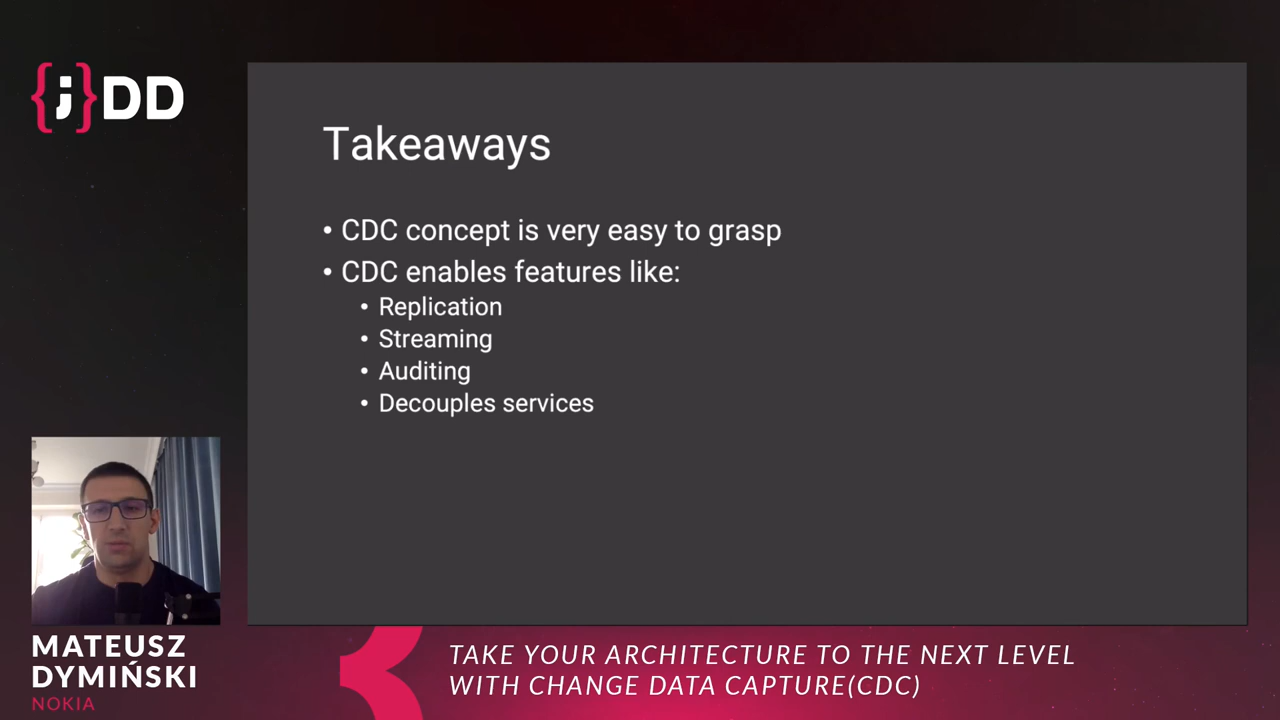 {;}DD
Takeaways
• CDC concept is very easy to grasp
• CDC enables features like:
• Replication
• Streaming
• Auditing
• Decouples services
MATEUSZ
DYMIŃSKI
NOKIA
TAKE YOUR ARCHITECTURE TO THE NEXT LEVEL
WITH CHANGE DATA CAPTURE(CDC)